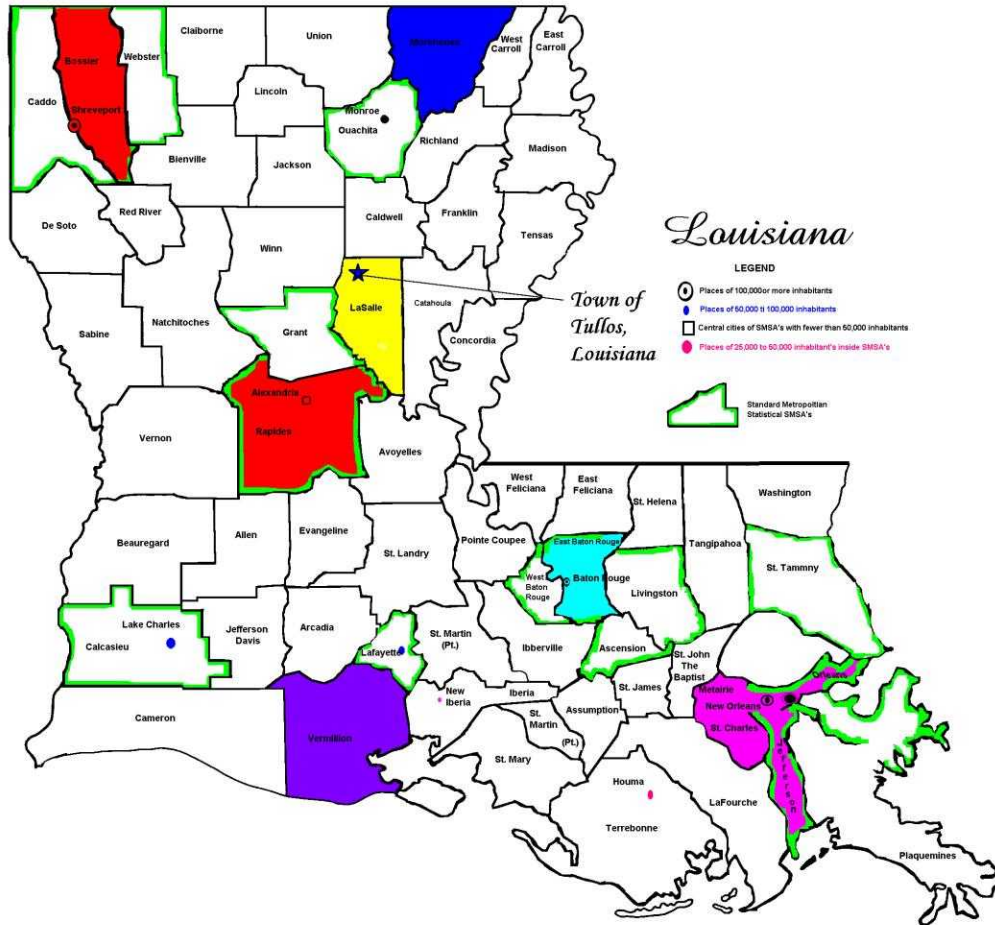 Claiborne
Union
West
Carroll
East
Carroll
Morehouse
Bossier
Webster
Lincoln
Caddo
Shreveport
Monroe
Ouachita
Richland
Madison
Bienville
Jackson
Red River
De Soto
Caldwell
Franklin
Tensas
Winn
Louisiana
LEGEND
Places of 100,000or more inhabitants
Places of 50,000 ti 100,000 inhabitants
Central cities of SMSA's with fewer than 50,000 inhabitants
Places of 25,000 to 50,000 inhabitant's inside SMSA's
Standard Metropoltian
Statistical SMSA's
Town of
Tullos,
Louisiana
LaSalle
Catahoula
Natchitoches
Sabine
Grant
Concordia
Alexandria
Rapides
Vernon
Avoyelles
West
Feliciana
East
Feliciana
St. Helena
Washington
Beauregard
Allen
Evangeline
St. Landry
Pointe Coupee
East Baton Rouge
Tangipahoa
St. Tammny
West
Baton
Rouge
Baton Rouge
Livingston
Lake Charles
Calcasieu
Jefferson
Davis
Arcadia
Lafayette
St. Martin
(Pt.)
Ibberville
Ascension
St. John
The
Baptist
Cameron
Vermillion
New
Iberia
Iberia
St.
Martin
(Pt.)
Assumption
St. James
Metairie
New Orleans
Orleans
St. Charles
Jefferson
St. Mary
Houma
Terrebonne
LaFourche
Plaquemines